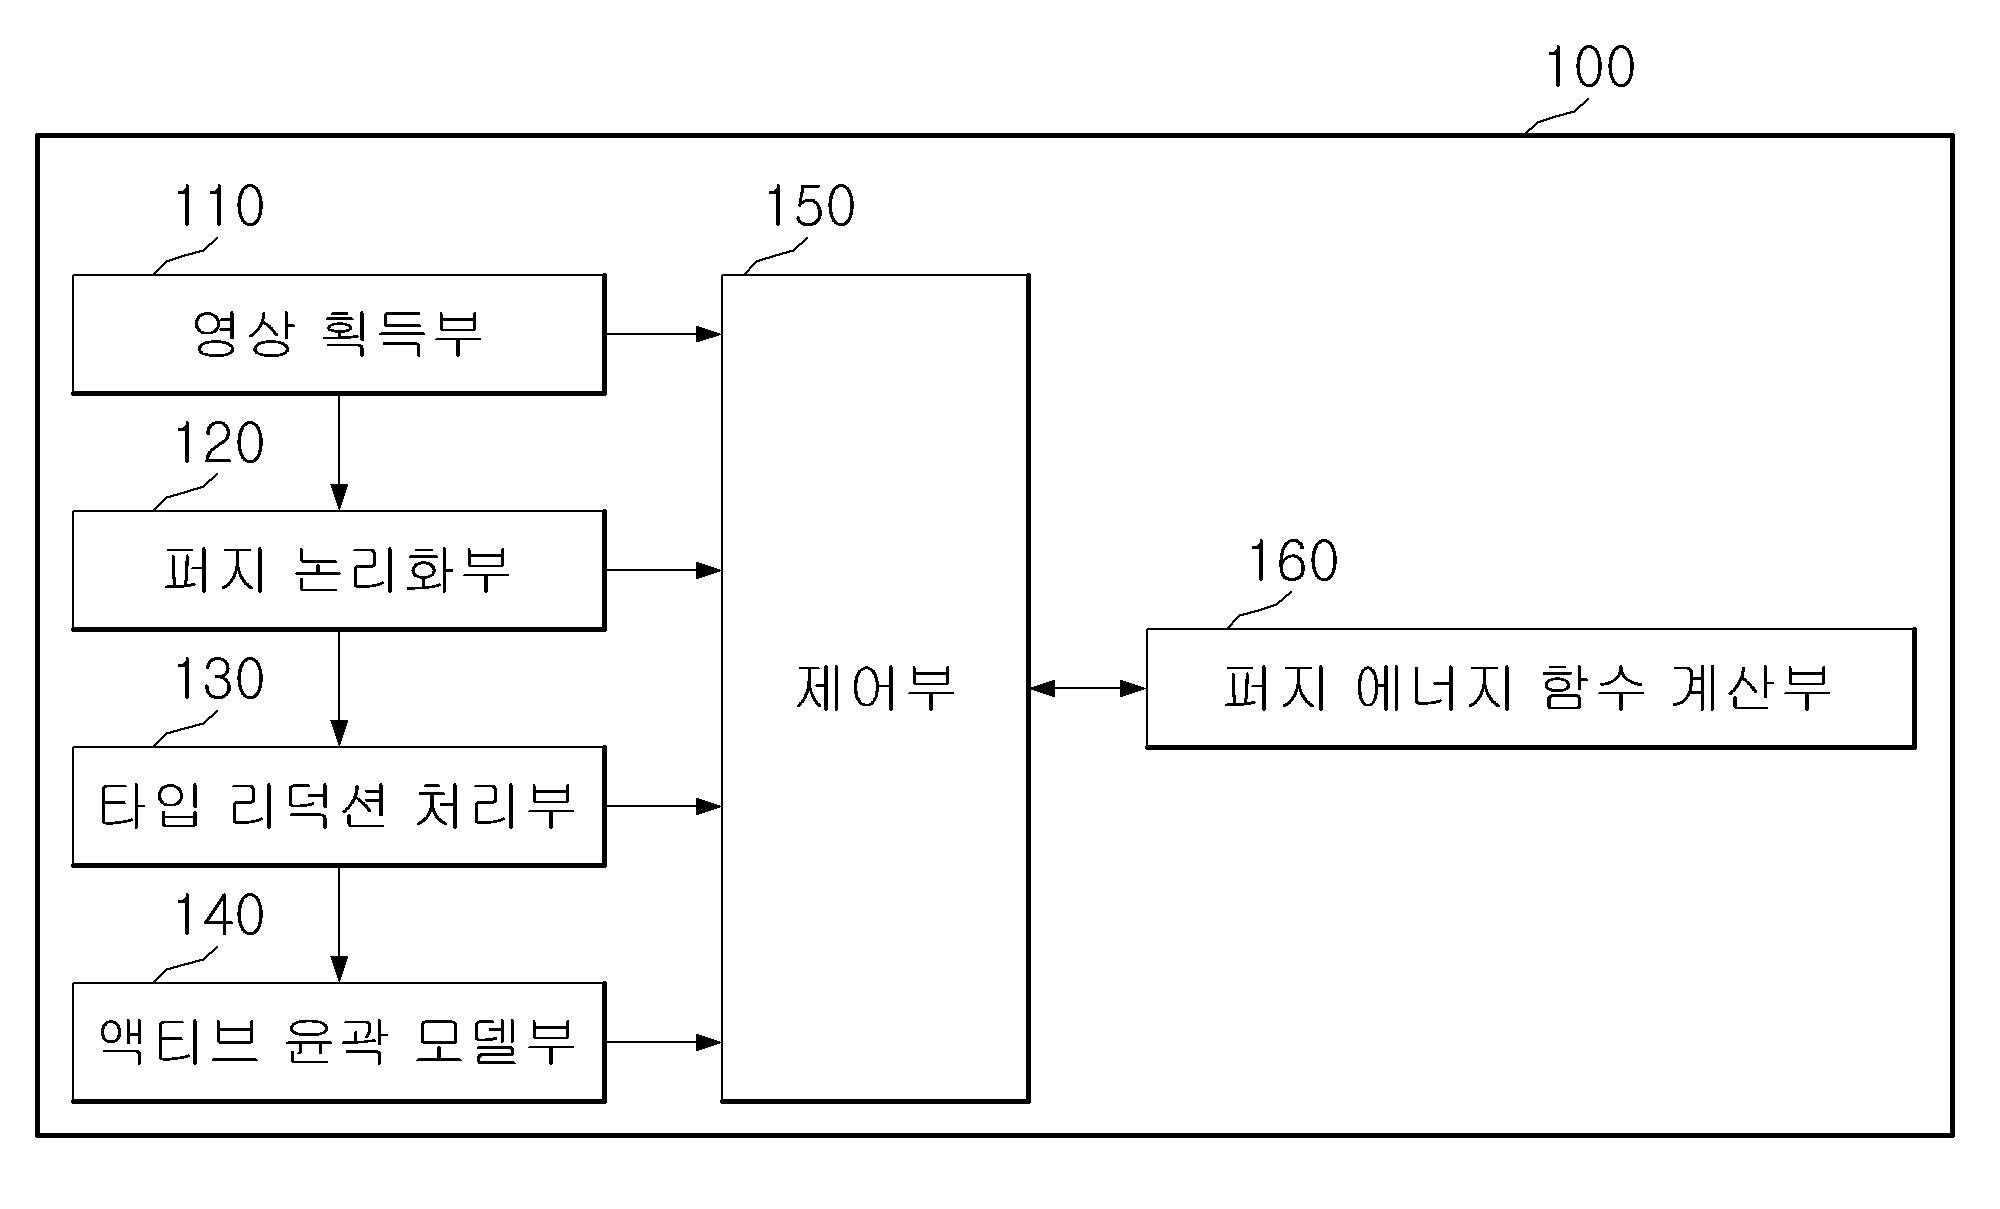 100
110
영상 획득부
120
퍼지 논리화부
130
타입 리덕션 처리부
140
액티브 윤곽 모델부
150
제어부
160
퍼지 에너지 함수 계산부